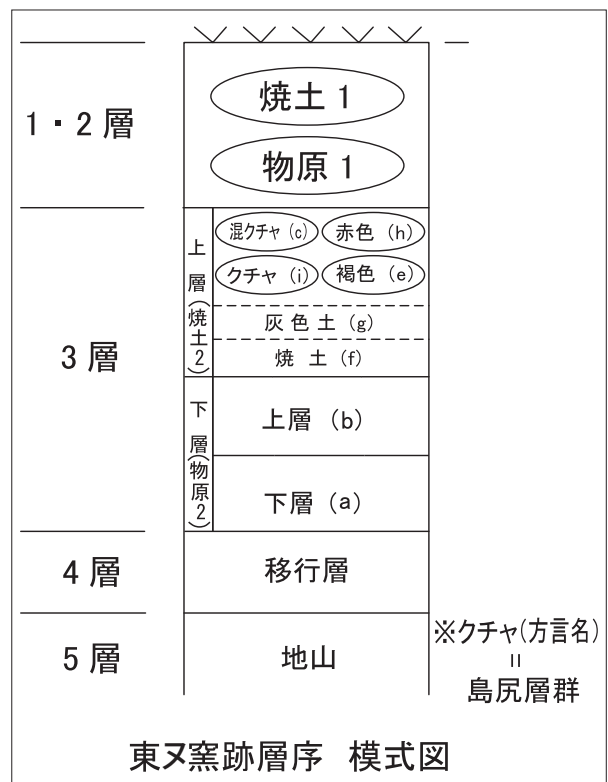 1・2層
焼土1
物原1
3層
上層(焼土2)
混クチャ(c)
赤色(h)
クチャ(i)
褐色(e)
灰色土(g)
焼土(f)
下層(物原2)
上層(b)
下層(a)
4層
移行層
5層
地山
※クチャ(方言名)
=
島尻層群
東ヌ窯跡層序 模式図